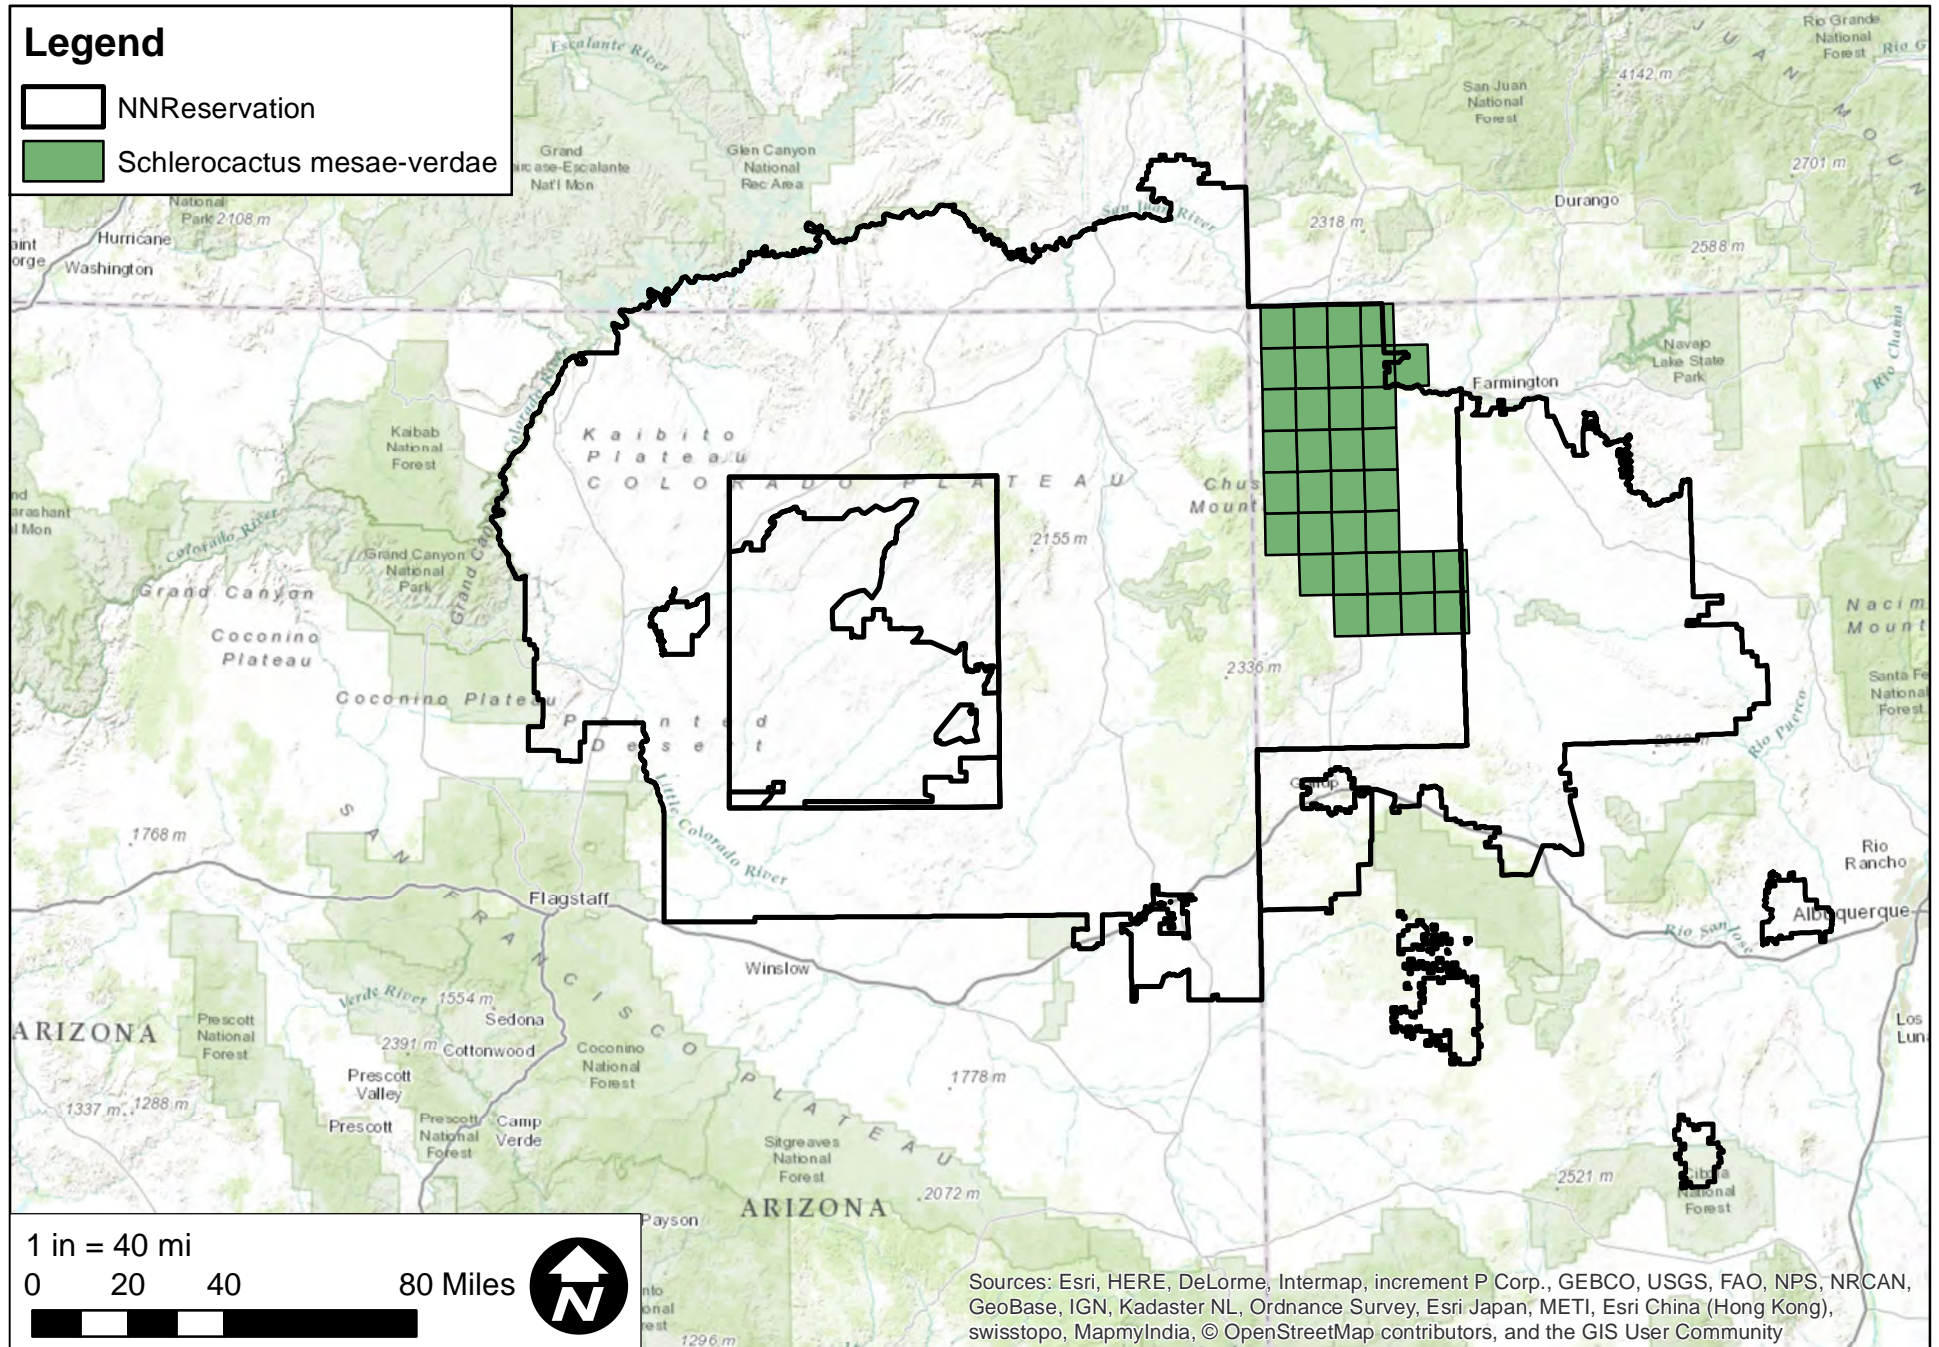 Legend
NNReservation
Schlerocactus mesae-verdae
Escalante River
Rio Grande
National
Forest
4142 m
San Juan
National
Forest
2701 m
Grand
Nat'l Mon
Glen Canyon
National
Rec Area
National
Park 2108 m
Hurricane
Washington
San Juan River
2318 m
Durango
2588 m
Navajo
Lake State
Park
Rio Chama
Farmington
Colorado River
Kaibab
National
Forest
Kaibito
Plateau
COLORADO PLATEAU
2155 m
Colorado River
Grand Canyon
National
Park
Grand Canyon
Coconino
Plateau
Coconino Plateau
Painted
Desert
2336 m
Santa Fe
National
Forest
Rio Puerco
Little Colorado River
1768 m
SAN FRANCISCO PLATEAU
Flagstaff
Winslow
Rio
Rancho
Albuquerque
Rio San Jose
Verde River
1554 m
Sedona
2391 m
Cottonwood
ARIZONA
Prescott
National
Forest
Coconino
National
Forest
Prescott
Valley
1337 m
1288 m
Prescott
Prescott
National
Forest
Camp
Verde
1778 m
Sitgreaves
National
Forest
2072 m
ARIZONA
Payson
2521 m
Cibola
National
Forest
Los
1296 m
1 in = 40 mi
0 20 40 80 Miles
N
Sources: Esri, HERE, DeLorme, Intermap, increment P Corp., GEBCO, USGS, FAO, NPS, NRCAN,
GeoBase, IGN, Kadaster NL, Ordnance Survey, Esri Japan, METI, Esri China (Hong Kong),
swisstopo, MapmyIndia, © OpenStreetMap contributors, and the GIS User Community